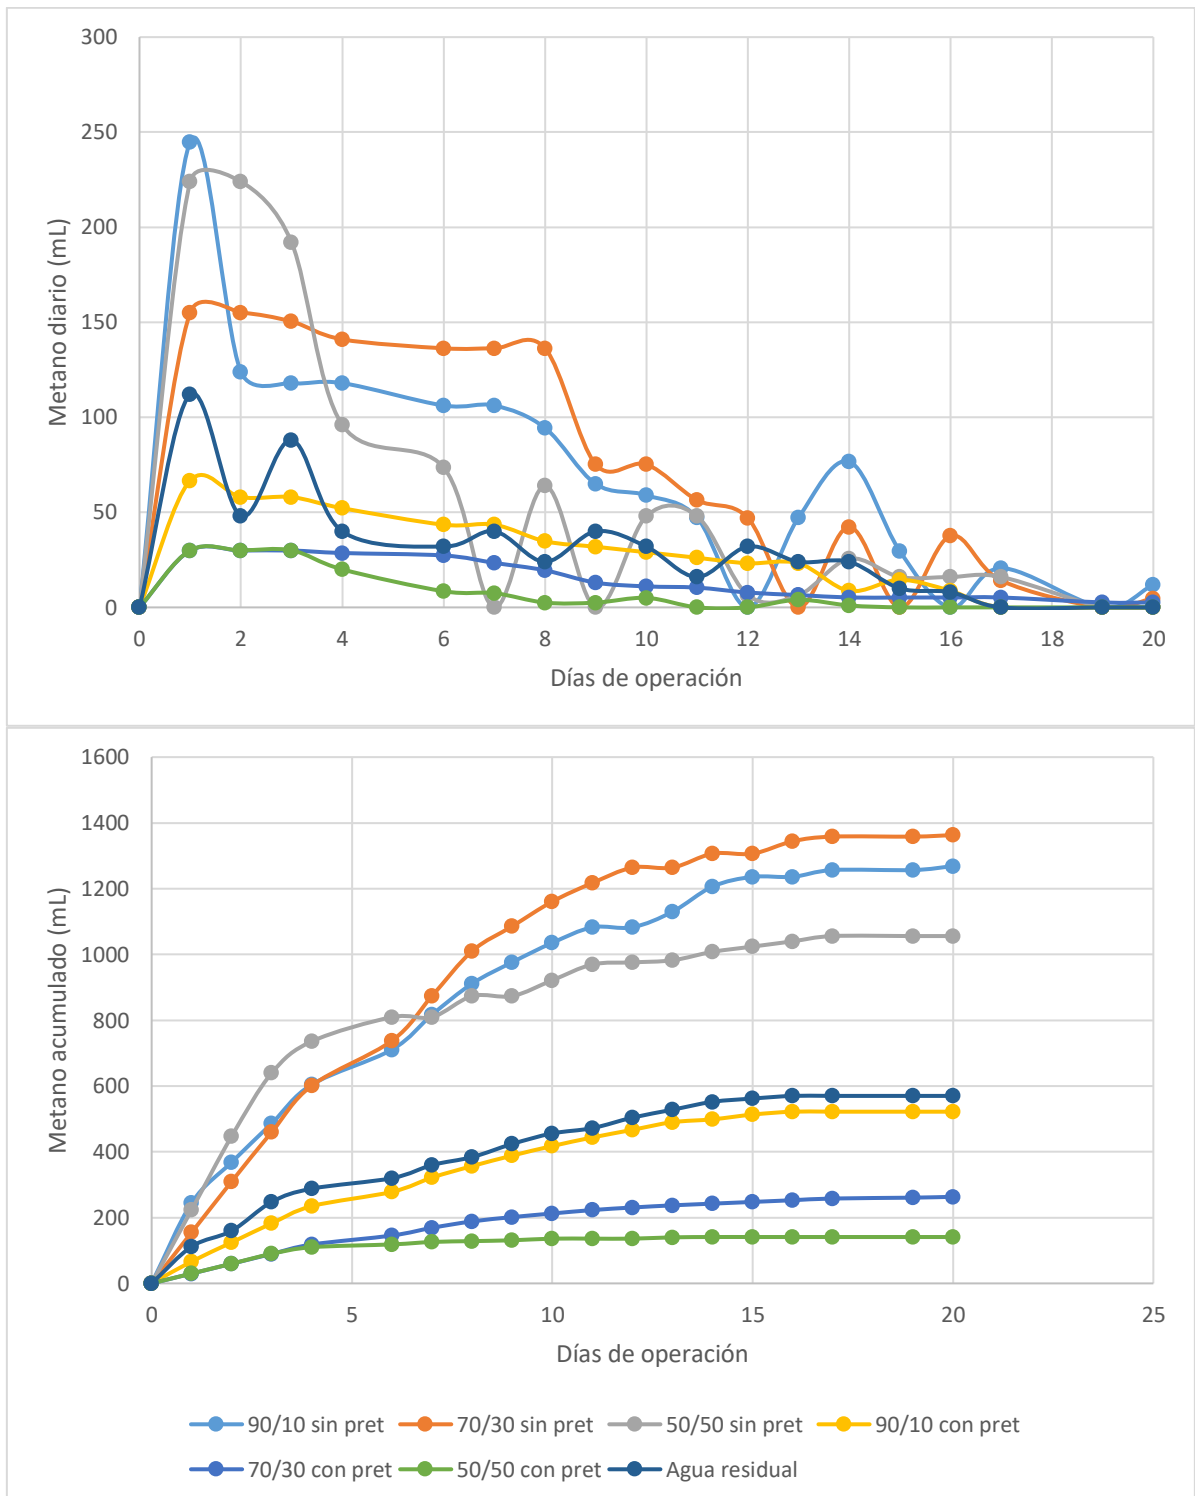 300
250
200
150
100
50
0
Metano diario (mL)
0 2 4 6 8 10 12 14 16 18 20
Días de operación
1600
1400
1200
1000
800
600
400
200
0
Metano acumulado (mL)
0 5 10 15 20 25
Días de operación
90/10 sin pret 70/30 sin pret 50/50 sin pret 90/10 con pret
70/30 con pret 50/50 con pret Agua residual